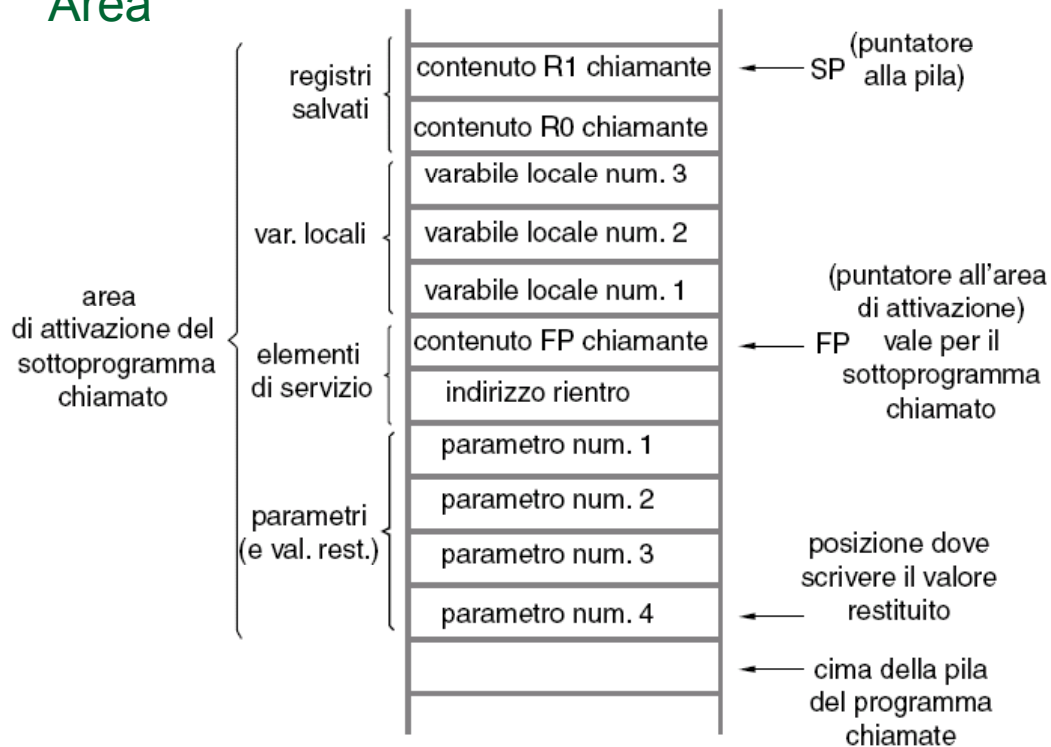 Area
contenuto R1 chiamante
contenuto R0 chiamante
varabile locale num. 3
varabile locale num. 2
varabile locale num. 1
contenuto FP chiamante
indirizzo rientro
parametro num. 1
parametro num. 2
parametro num. 3
parametro num. 4
registri
salvati
var. locali
elementi
di servizio
parametri
(e val. rest.)
area
di attivazione del
sottoprogramma
chiamato
SP
(puntatore
alla pila)
FP
(puntatore all'area
di attivazione)
vale per il
sottoprogramma
chiamato
posizione dove
scrivere il valore
restituito
cima della pila
del programma
chiamate